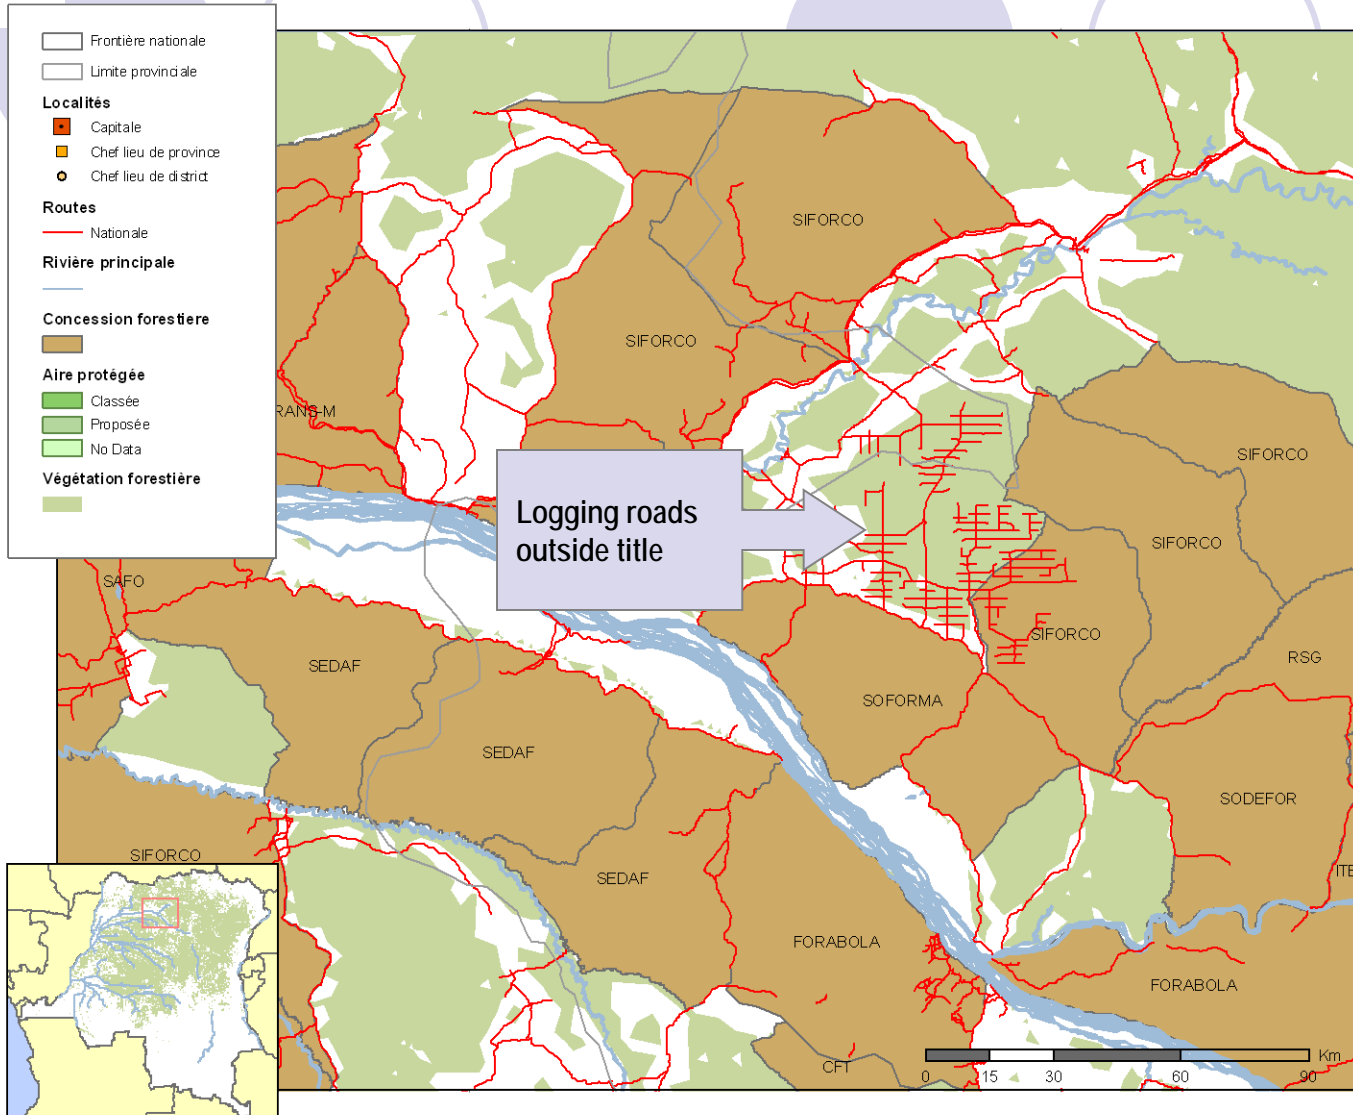 Frontière nationale
Limite provinciale
Localités
Capitale
Chef lieu de province
Chef lieu de district
Routes
Nationale
Rivière principale
Concession forestiere
Aire protégée
Classée
Proposée
No Data
Végétation forestière
SIFORCO
SIFORCO
RANS-M
SIFORCO
Logging roads
outside title
SIFORCO
SAFO
SIFORCO
SEDAF
RSG
SOFORMA
SEDAF
SODEFOR
SIFORCO
ITE
SEDAF
FORABOLA
FORABOLA
CFT
Km
0 15 30 60 90